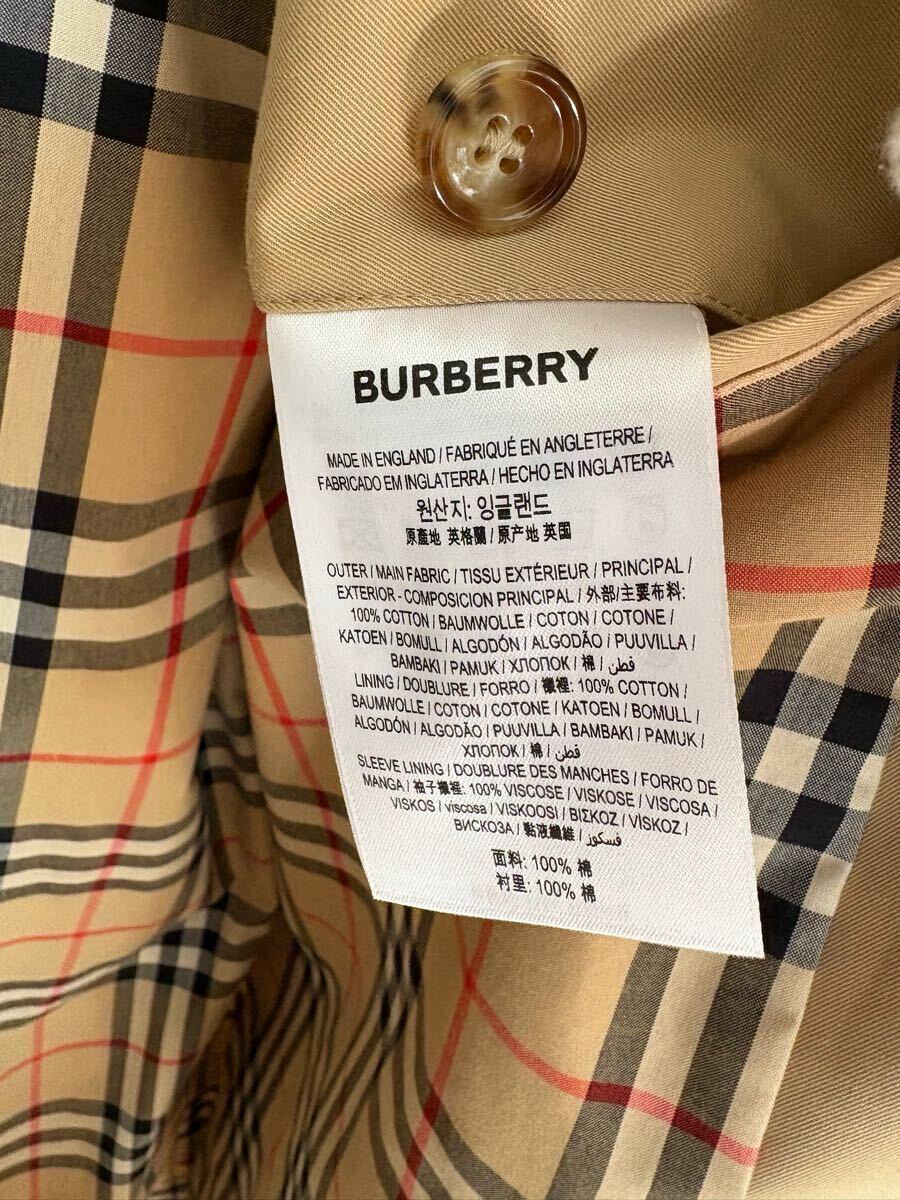 BURBERRY
MADE IN ENGLAND / FABRIQUÉ EN ANGLETERRE /
FABRICADO EM INGLATERRA / HECHO EN INGLATERRA
원산지: 잉글랜드
原產地 英格蘭 / 原产地 英国
OUTER / MAIN FABRIC / TISSU EXTÉRIEUR / PRINCIPAL /
EXTERIOR - COMPOSICION PRINCIPAL / 外部/主要布料:
100% COTTON / BAUMWOLLE / COTON / COTONE /
KATOEN / BOMULL / ALGODÓN / ALGODÃO i PUUVILLA /
BAMBAKI / PAMUK / ХЛОПОК / 棉 / قطن /
LINING / DOUBLURE / FORRO / 襯裡: 100% COTTON /
BAUMWOLLE / COTON / COTONE / KATOEN / BOMULL /
ALGODÓN / ALGODÃO / PUUVILLA / BAMBAKI / PAMUK /
ХЛОПОК / 棉 / قطن /
SLEEVE LINING / DOUBLURE DES MANCHES / FORRO DE
MANGA / 袖子襯裡: 100% VISCOSE / VISKOSE / VISCOSA /
VISKOS / viscosa / VISKOOSI / ΒΙΣΚΟΖ / VİSKOZ /
ВИСКОЗА / 黏液纖維 / فسكوز /
面料: 100% 棉
衬里: 100% 棉